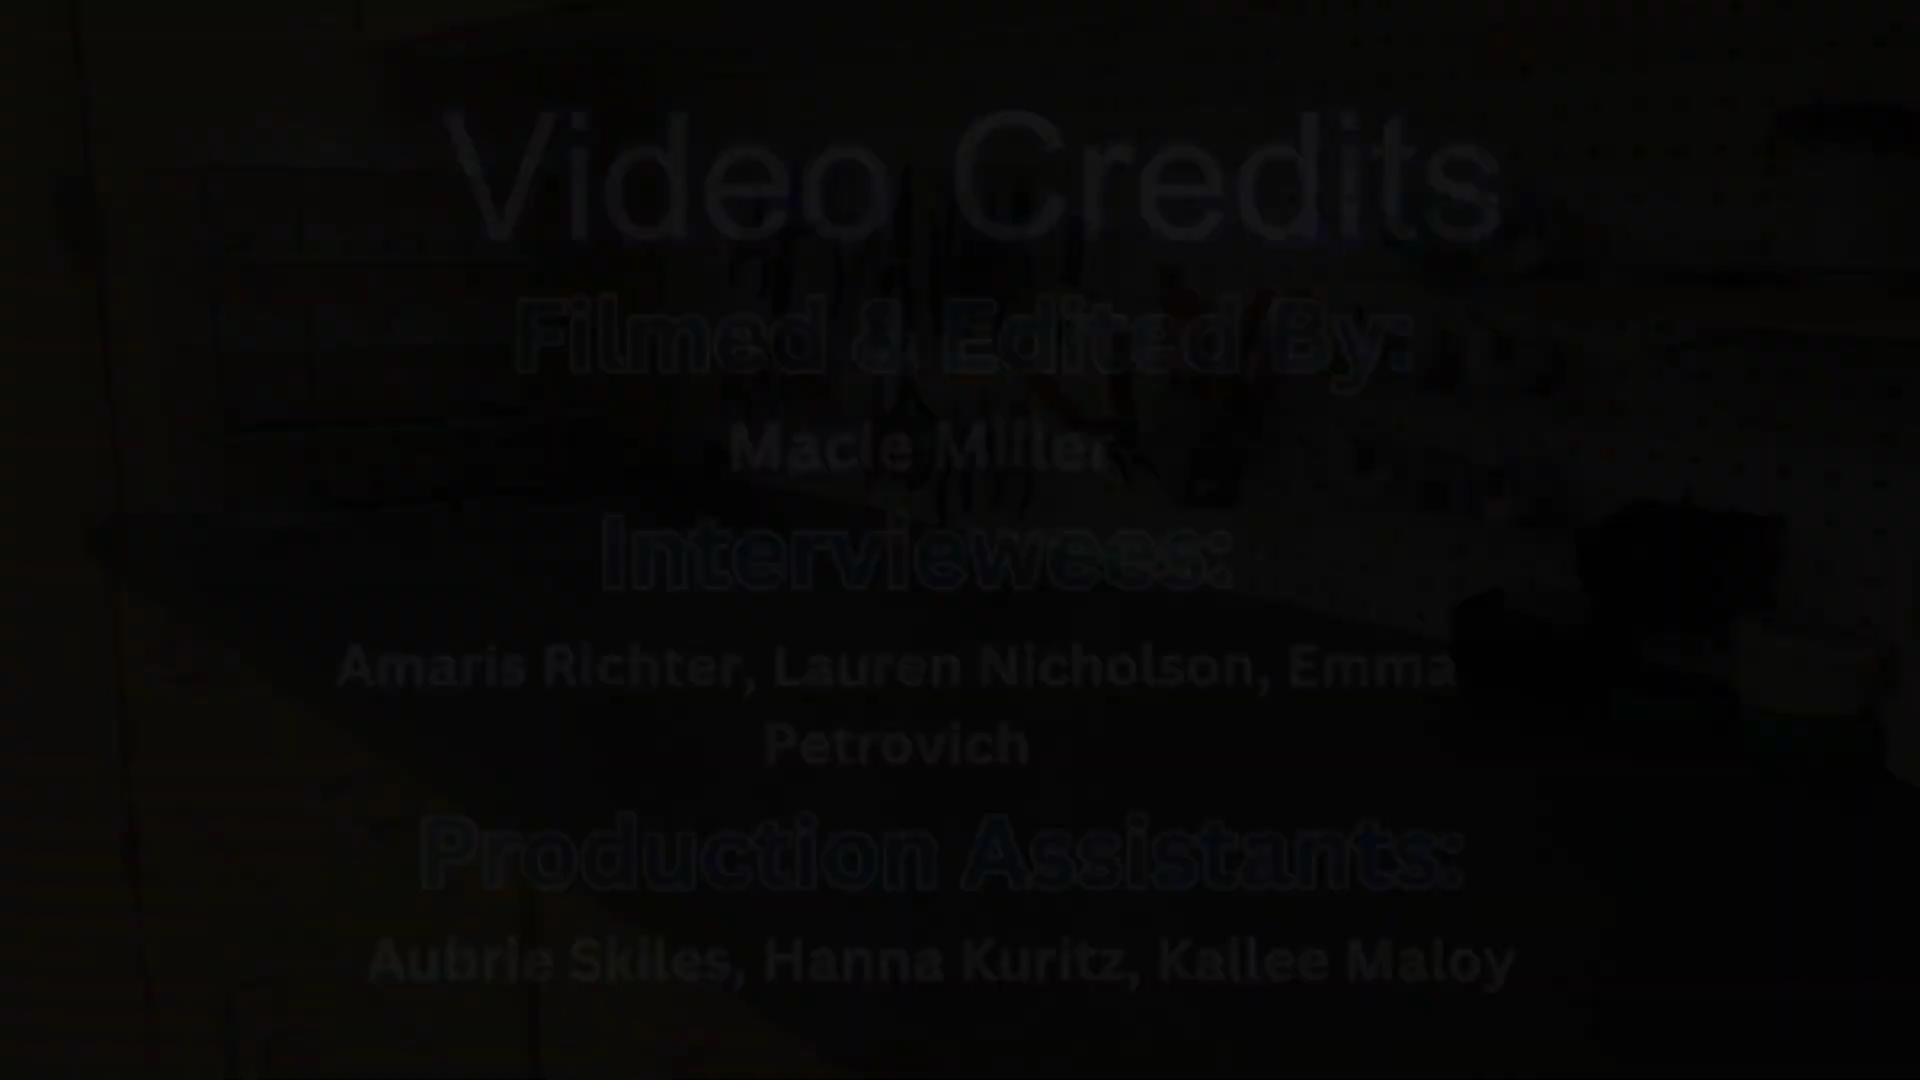 Video Credits
Filmed & Edited By:
Macie Miller
Interviewees:
Amaris Richter, Lauren Nicholson, Emma
Petrovich
Production Assistants:
Aubrie Skiles, Hanna Kuritz, Kallee Maloy